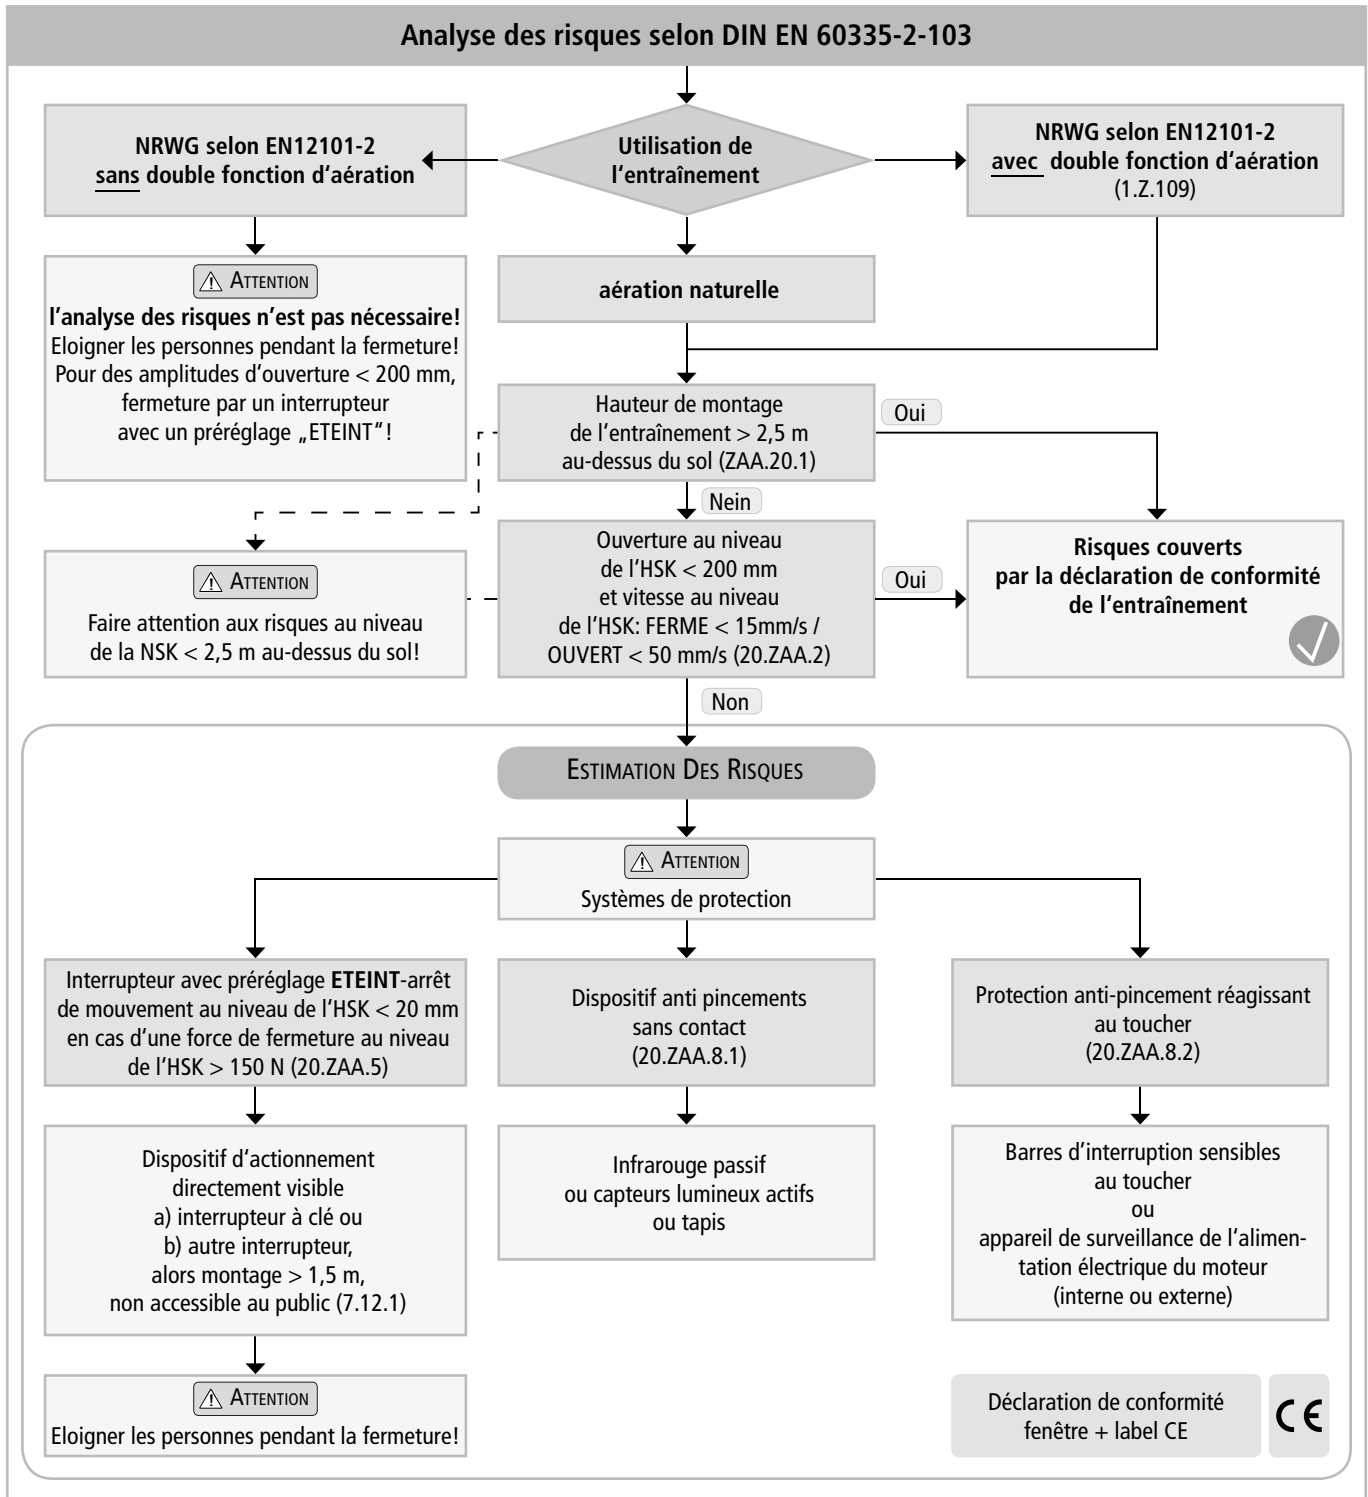 Analyse des risques selon DIN EN 60335-2-103
NRWG selon EN12101-2
sans double fonction d‘aération
Utilisation de
l‘entraînement
NRWG selon EN12101-2
avec double fonction d‘aération
(1.Z.109)
ATTENTION
l’analyse des risques n’est pas nécessaire!
Eloigner les personnes pendant la fermeture!
Pour des amplitudes d‘ouverture < 200 mm,
fermeture par un interrupteur
avec un préréglage „ETEINT“!
aération naturelle
Hauteur de montage
de l‘entraînement > 2,5 m
au-dessus du sol (ZAA.20.1)
Oui
Nein
ATTENTION
Faire attention aux risques au niveau
de la NSK < 2,5 m au-dessus du sol!
Ouverture au niveau
de l’HSK < 200 mm
et vitesse au niveau
de l‘HSK: FERME < 15mm/s /
OUVERT < 50 mm/s (20.ZAA.2)
Oui
Risques couverts
par la déclaration de conformité
de l‘entraînement
Non
ESTIMATION DES RISQUES
ATTENTION
Systèmes de protection
Interrupteur avec préréglage ETEINT-arrêt
de mouvement au niveau de l’HSK < 20 mm
en cas d’une force de fermeture au niveau
de l’HSK > 150 N (20.ZAA.5)
Dispositif anti pincements
sans contact
(20.ZAA.8.1)
Protection anti-pincement réagissant
au toucher
(20.ZAA.8.2)
Dispositif d‘actionnement
directement visible
a) interrupteur à clé ou
b) autre interrupteur,
alors montage > 1,5 m,
non accessible au public (7.12.1)
Infrarouge passif
ou capteurs lumineux actifs
ou tapis
Barres d’interruption sensibles
au toucher
ou
appareil de surveillance de l’alimen-
tation électrique du moteur
(interne ou externe)
ATTENTION
Eloigner les personnes pendant la fermeture!
Déclaration de conformité
fenêtre + label CE
CE